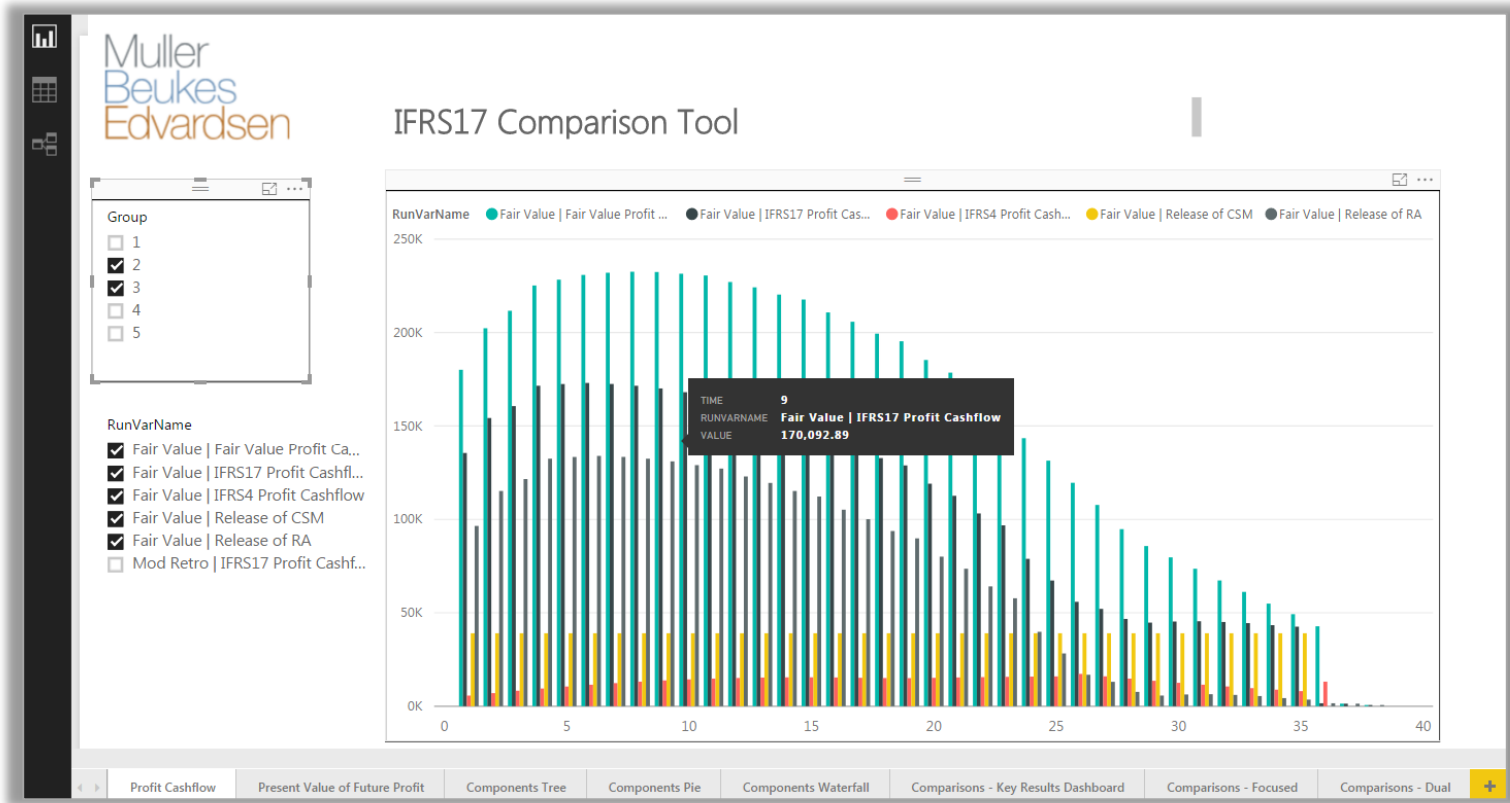 Muller
Beukes
Edvardsen
IFRS17 Comparison Tool
Group
1
2
3
4
5
RunVarName
Fair Value | Fair Value Profit Ca...
Fair Value | IFRS17 Profit Cashfl...
Fair Value | IFRS4 Profit Cashflow
Fair Value | Release of CSM
Fair Value | Release of RA
Mod Retro | IFRS17 Profit Cashf...
RunVarName Fair Value | Fair Value Profit ... Fair Value | IFRS17 Profit Cas... Fair Value | IFRS4 Profit Cash... Fair Value | Release of CSM Fair Value | Release of RA
250K
200K
150K
100K
50K
0K
TIME 9
RUNVARNAME Fair Value | IFRS17 Profit Cashflow
VALUE 170,092.89
0 5 10 15 20 25 30 35 40
Profit Cashflow Present Value of Future Profit Components Tree Components Pie Components Waterfall Comparisons - Key Results Dashboard Comparisons - Focused Comparisons - Dual +